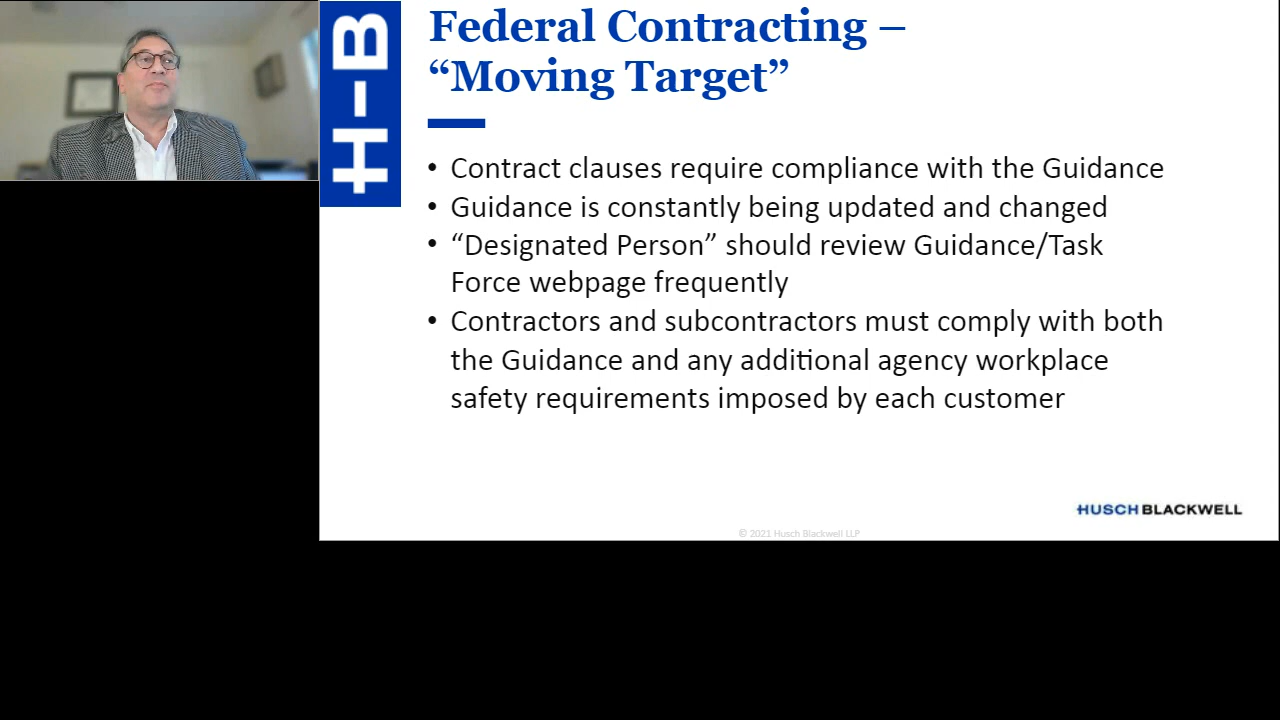 H-B
Federal Contracting –
“Moving Target”
• Contract clauses require compliance with the Guidance
• Guidance is constantly being updated and changed
• “Designated Person” should review Guidance/Task
Force webpage frequently
• Contractors and subcontractors must comply with both
the Guidance and any additional agency workplace
safety requirements imposed by each customer
HUSCH BLACKWELL
© 2021 Husch Blackwell LLP